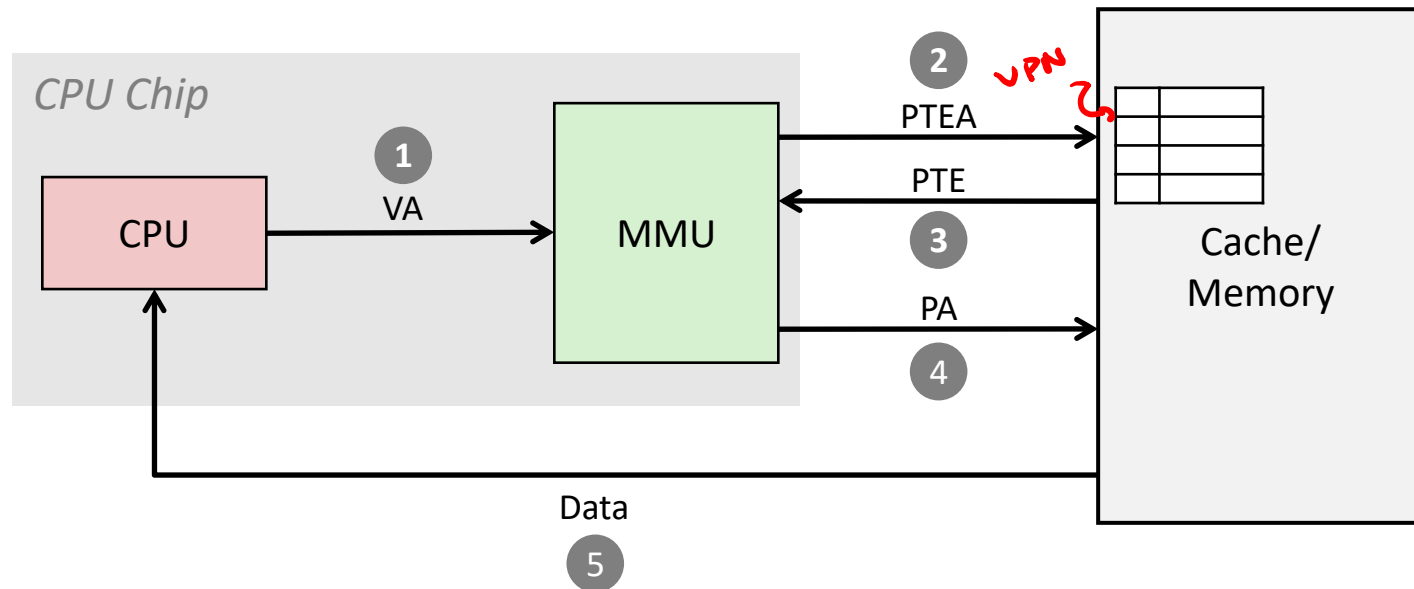 CPU Chip
2
VPN
PTEA
1
VA
PTE
CPU
MMU
3
Cache/
Memory
PA
4
Data
5